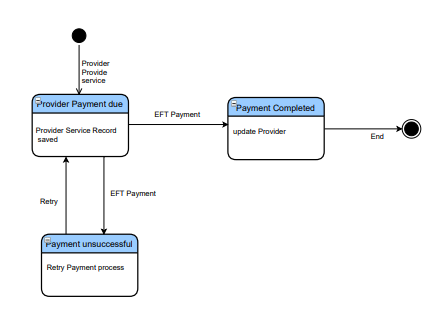 Provider
Provide
service
Provider Payment due
Provider Service Record
saved
EFT Payment
Payment Completed
update Provider
End
Retry
EFT Payment
Payment unsuccessful
Retry Payment process